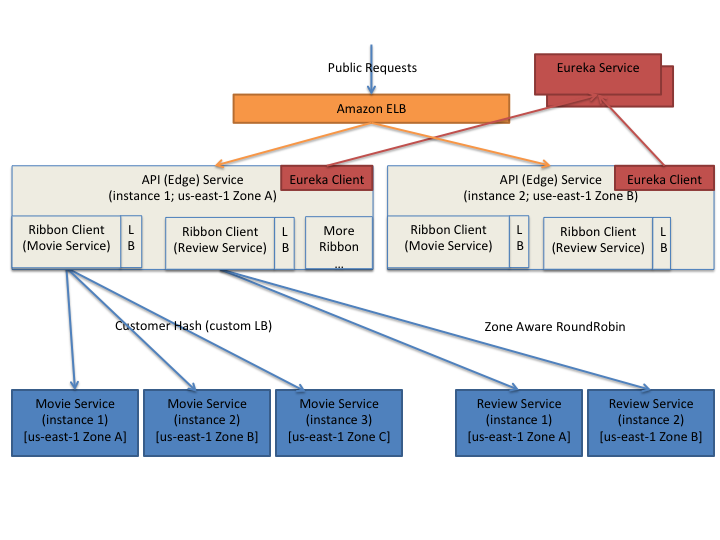 Public Requests
Eureka Service
Amazon ELB
API (Edge) Service
(instance 1; us-east-1 Zone A)
Eureka Client
API (Edge) Service
(instance 2; use-east-1 Zone B)
Eureka Client
Ribbon Client
(Movie Service)
L
B
Ribbon Client
(Review Service)
L
B
More
Ribbon
...
Ribbon Client
(Movie Service)
L
B
Ribbon Client
(Review Service)
L
B
Customer Hash (custom LB)
Zone Aware RoundRobin
Movie Service
(instance 1)
[us-east-1 Zone A]
Movie Service
(instance 2)
[us-east-1 Zone B]
Movie Service
(instance 3)
[us-east-1 Zone C]
Review Service
(instance 1)
[us-east-1 Zone A]
Review Service
(instance 2)
[us-east-1 Zone B]